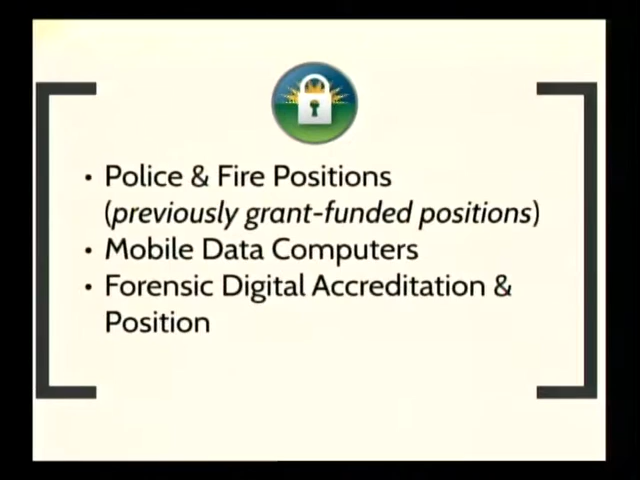 • Police & Fire Positions
(previously grant-funded positions)
• Mobile Data Computers
• Forensic Digital Accreditation &
Position